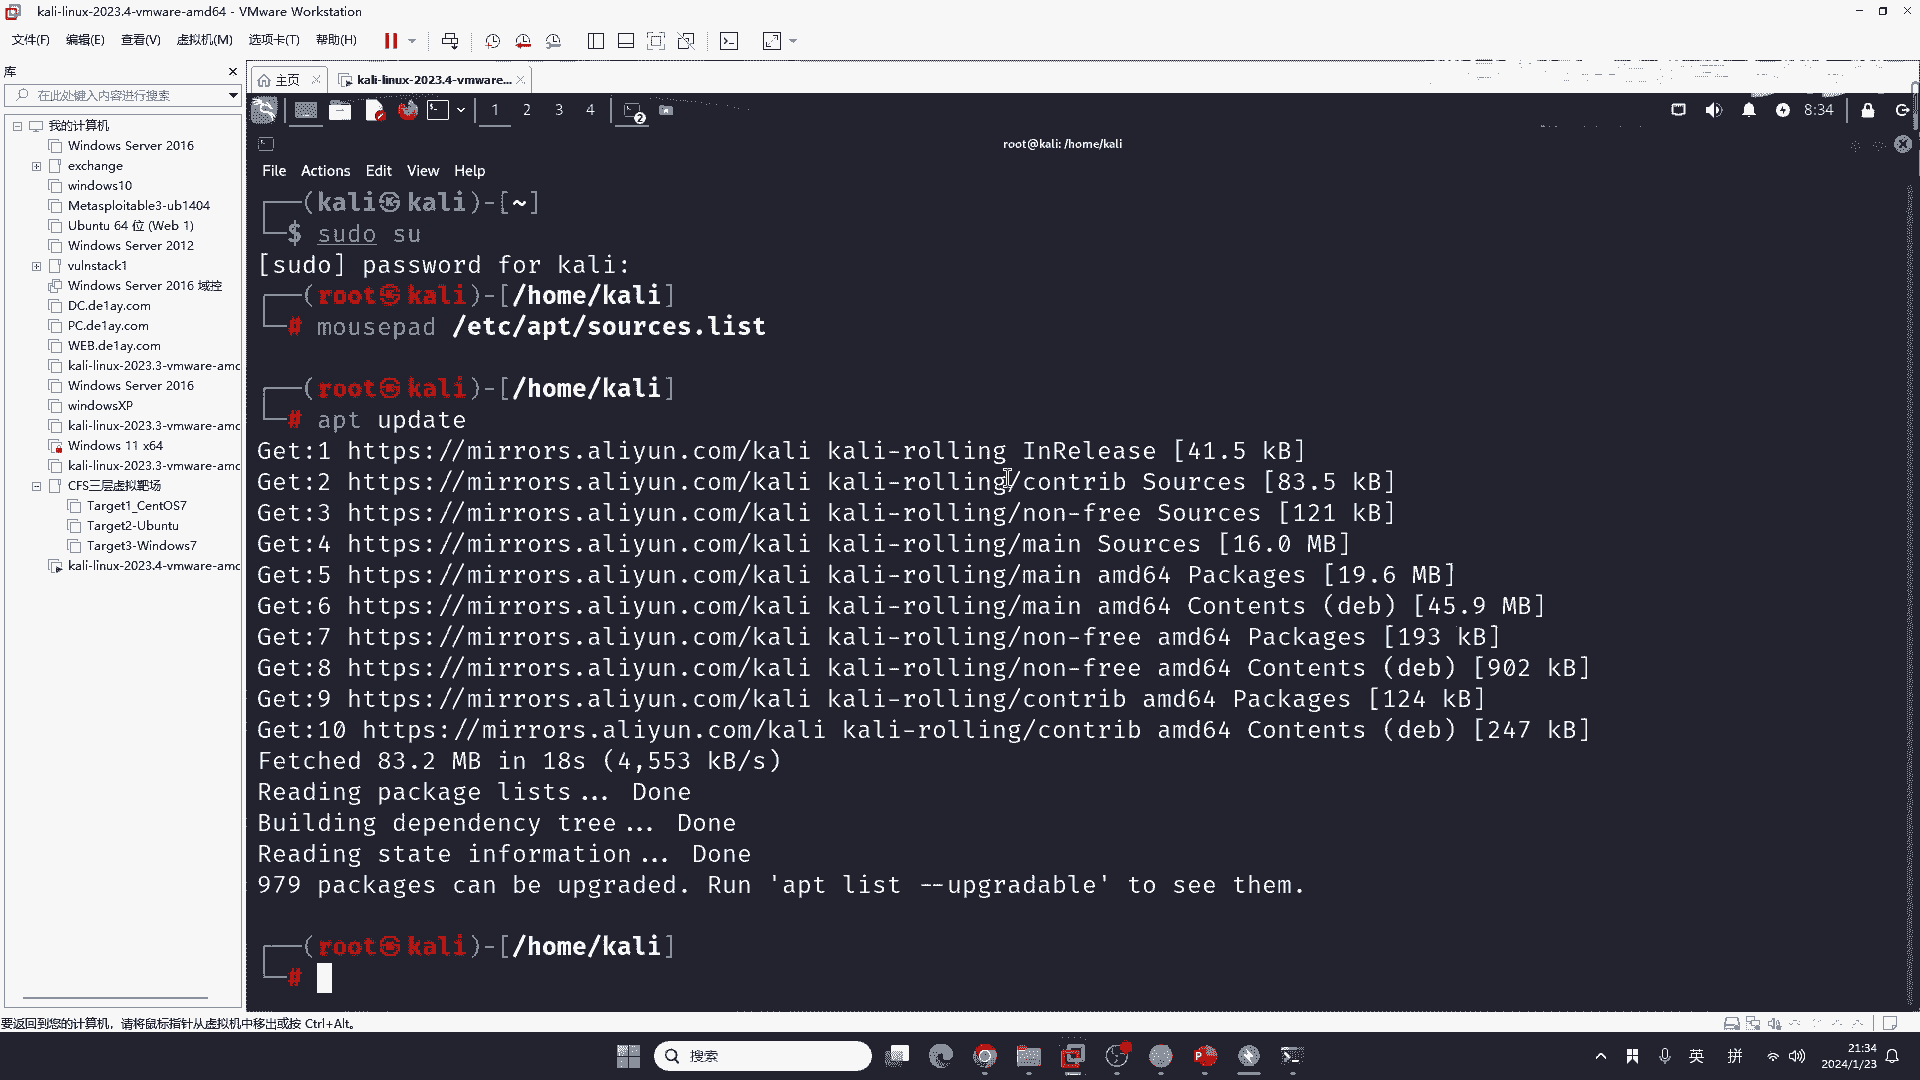 kali-linux-2023.4-vmware-amd64 - VMware Workstation
文件(F) 编辑(E) 查看(V) 虚拟机(M) 选项卡(T) 帮助(H)
库
在此处键入内容进行搜索
我的计算机
Windows Server 2016
exchange
windows10
Metasploitable3-ub1404
Ubuntu 64 位 (Web 1)
Windows Server 2012
vulnstack1
Windows Server 2016 域控
DC.de1ay.com
PC.de1ay.com
WEB.de1ay.com
kali-linux-2023.3-vmware-amd
Windows Server 2016
windowsXP
kali-linux-2023.3-vmware-amd
Windows 11 x64
kali-linux-2023.3-vmware-amd
CFS三层虚拟靶场
Target1_CentOS7
Target2-Ubuntu
Target3-Windows7
kali-linux-2023.4-vmware-amd
主页 kali-linux-2023.4-vmware...
1 2 3 4 2 8:34
root@kali: /home/kali
File Actions Edit View Help
(kali㉿kali)-[~]
$ sudo su
[sudo] password for kali:
(root㉿kali)-[/home/kali]
# mousepad /etc/apt/sources.list
(root㉿kali)-[/home/kali]
# apt update
Get:1 https://mirrors.aliyun.com/kali kali-rolling InRelease [41.5 kB]
Get:2 https://mirrors.aliyun.com/kali kali-rolling/contrib Sources [83.5 kB]
Get:3 https://mirrors.aliyun.com/kali kali-rolling/non-free Sources [121 kB]
Get:4 https://mirrors.aliyun.com/kali kali-rolling/main Sources [16.0 MB]
Get:5 https://mirrors.aliyun.com/kali kali-rolling/main amd64 Packages [19.6 MB]
Get:6 https://mirrors.aliyun.com/kali kali-rolling/main amd64 Contents (deb) [45.9 MB]
Get:7 https://mirrors.aliyun.com/kali kali-rolling/non-free amd64 Packages [193 kB]
Get:8 https://mirrors.aliyun.com/kali kali-rolling/non-free amd64 Contents (deb) [902 kB]
Get:9 https://mirrors.aliyun.com/kali kali-rolling/contrib amd64 Packages [124 kB]
Get:10 https://mirrors.aliyun.com/kali kali-rolling/contrib amd64 Contents (deb) [247 kB]
Fetched 83.2 MB in 18s (4,553 kB/s)
Reading package lists... Done
Building dependency tree... Done
Reading state information... Done
979 packages can be upgraded. Run 'apt list --upgradable' to see them.
(root㉿kali)-[/home/kali]
#
要返回到您的计算机，请将鼠标指针从虚拟机中移出或按 Ctrl+Alt。
搜索
英 拼
21:34
2024/1/23